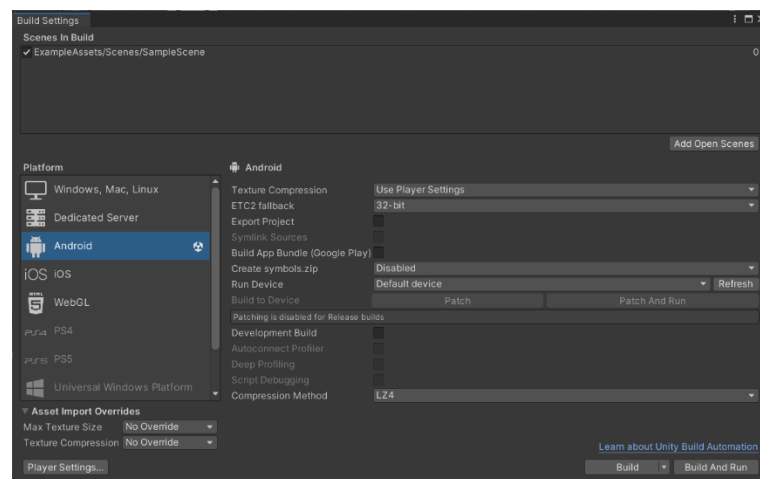 Build Settings
Scenes In Build
ExampleAssets/Scenes/SampleScene 0
Add Open Scenes
Platform
Windows, Mac, Linux
Dedicated Server
Android
iOS iOS
HTML 5 WebGL
PS4 PS4
PS5 PS5
Universal Windows Platform
Android
Texture Compression Use Player Settings
ETC2 fallback 32-bit
Export Project
Symlink Sources
Build App Bundle (Google Play)
Create symbols.zip Disabled
Run Device Default device Refresh
Build to Device Patch Patch And Run
Patching is disabled for Release builds
Development Build
Autoconnect Profiler
Deep Profiling
Script Debugging
Compression Method LZ4
Asset Import Overrides
Max Texture Size No Override
Texture Compression No Override
Learn about Unity Build Automation
Player Settings... Build Build And Run